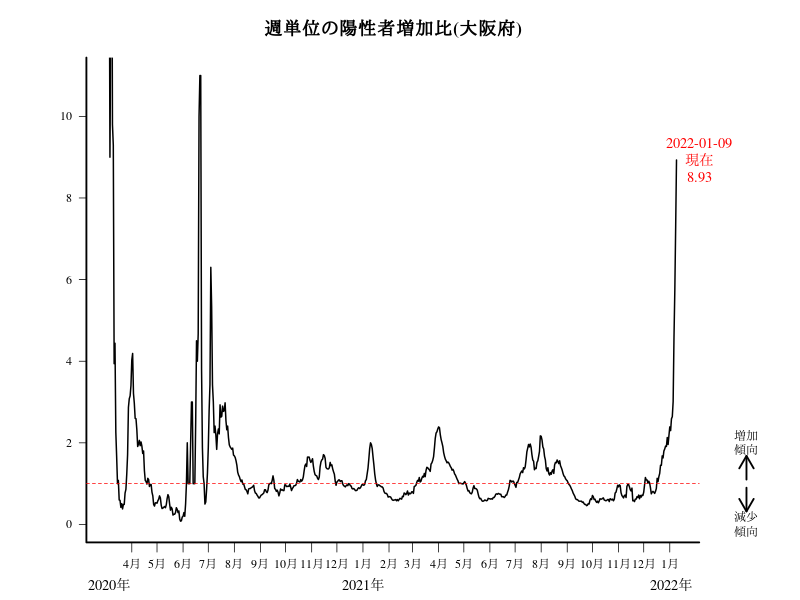 週単位の陽性者増加比(大阪府)
10
8
6
4
2
0
2022-01-09
現在
8.93
増加
傾向
減少
傾向
4月 5月 6月 7月 8月 9月 10月 11月 12月 1月 2月 3月 4月 5月 6月 7月 8月 9月 10月 11月 12月 1月
2020年 2021年 2022年